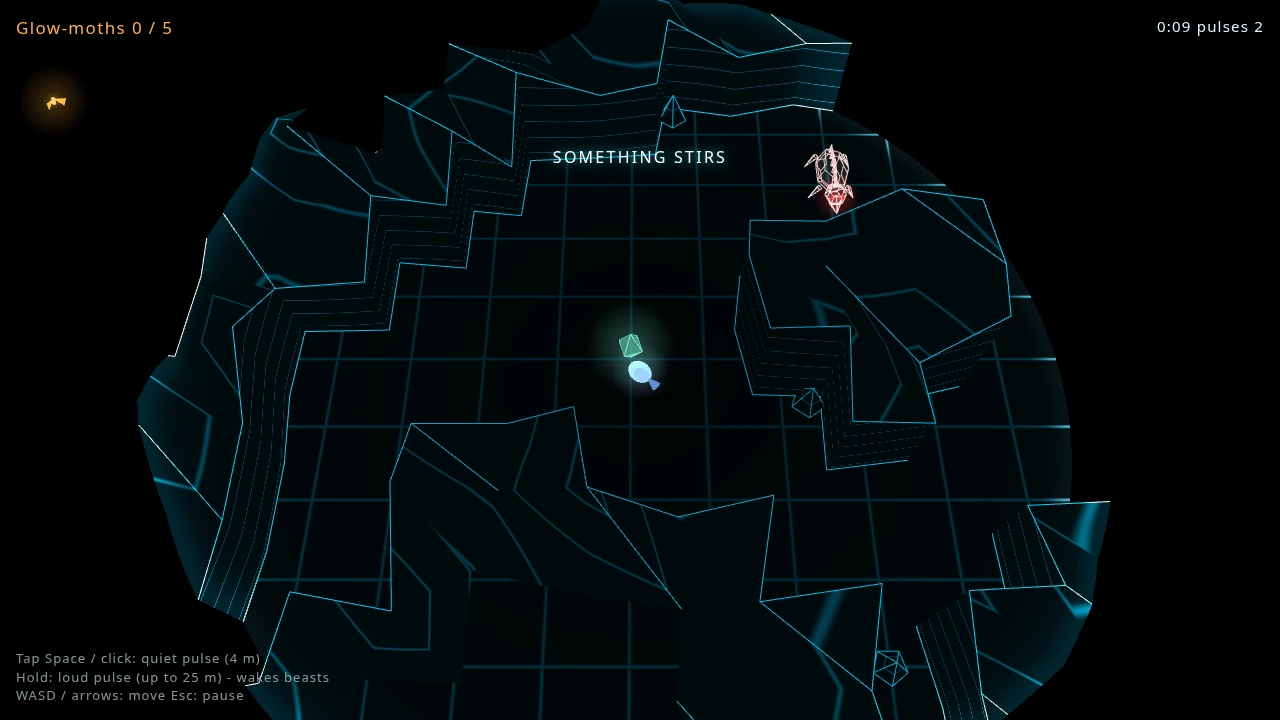 Glow-moths 0 / 5
0:09 pulses 2
SOMETHING STIRS
Tap Space / click: quiet pulse (4 m)
Hold: loud pulse (up to 25 m) - wakes beasts
WASD / arrows: move Esc: pause